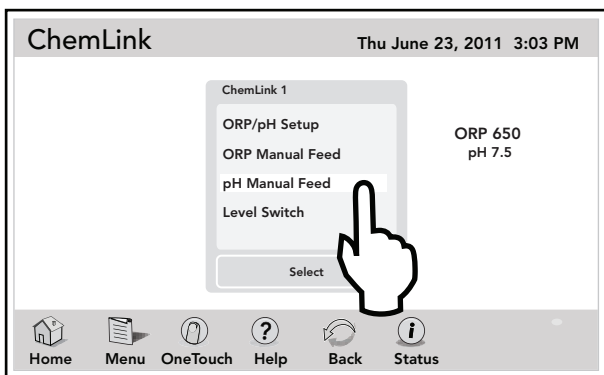 ChemLink
Thu June 23, 2011 3:03 PM
ChemLink 1
ORP/pH Setup
ORP Manual Feed
pH Manual Feed
Level Switch
Select
ORP 650
pH 7.5
Home Menu OneTouch ? Help Back i Status